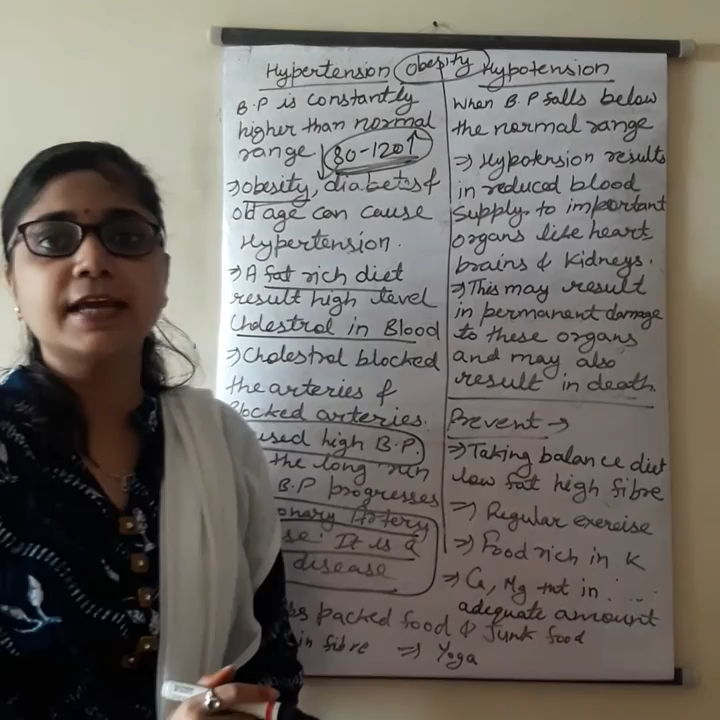 Hypertension
B.P is constantly
higher than normal
range 80-120↑
⇒ obesity, diabetes &
old age can cause
Hypertension.
⇒ A fat rich diet
result high level
Cholestral in Blood
⇒ Cholestral blocked
the arteries &
blocked arteries.
used high B.P.
the long run
B.P progresses
onary Artery
se. It is a
disease
Obesity
Hypotension
When B.P falls below
the normal range
⇒ Hypotension results
in reduced blood
supply to important
organs like heart
brains & kidneys.
⇒ This may result
in permanent damage
to these organs
and may also
result in death.
Prevent →
⇒ Taking balance diet
low fat high fibre
⇒ Regular exercise
⇒ Food rich in K
⇒ Ca, Mg in
adequate amount
packed food & Junk food
in fibre ⇒ Yoga